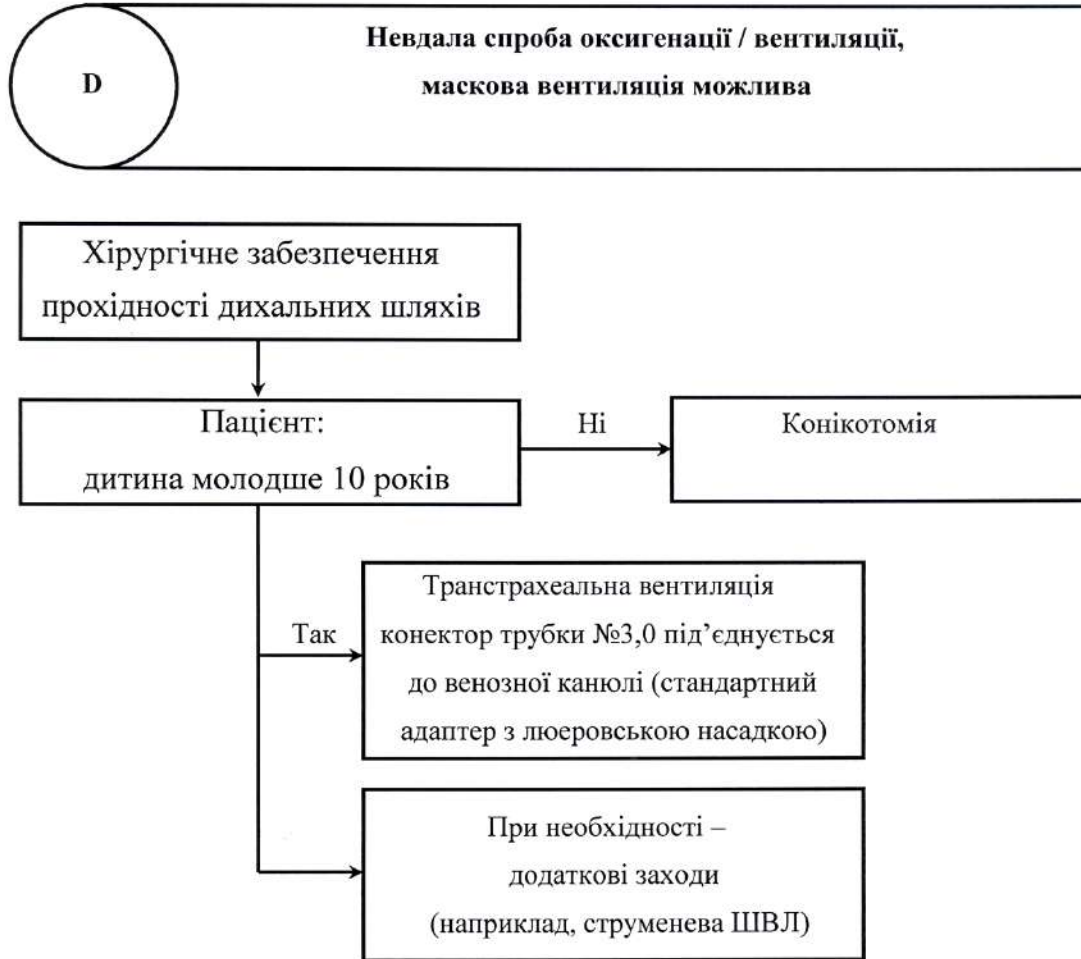 D
Невдала спроба оксигенації / вентиляції,
маскова вентиляція можлива
Хірургічне забезпечення
прохідності дихальних шляхів
Пацієнт:
дитина молодше 10 років
Ні
Конікотомія
Так
Транстрахеальна вентиляція
конектор трубки №3,0 під’єднується
до венозної канюлі (стандартний
адаптер з люеровською насадкою)
При необхідності –
додаткові заходи
(наприклад, струменева ШВЛ)